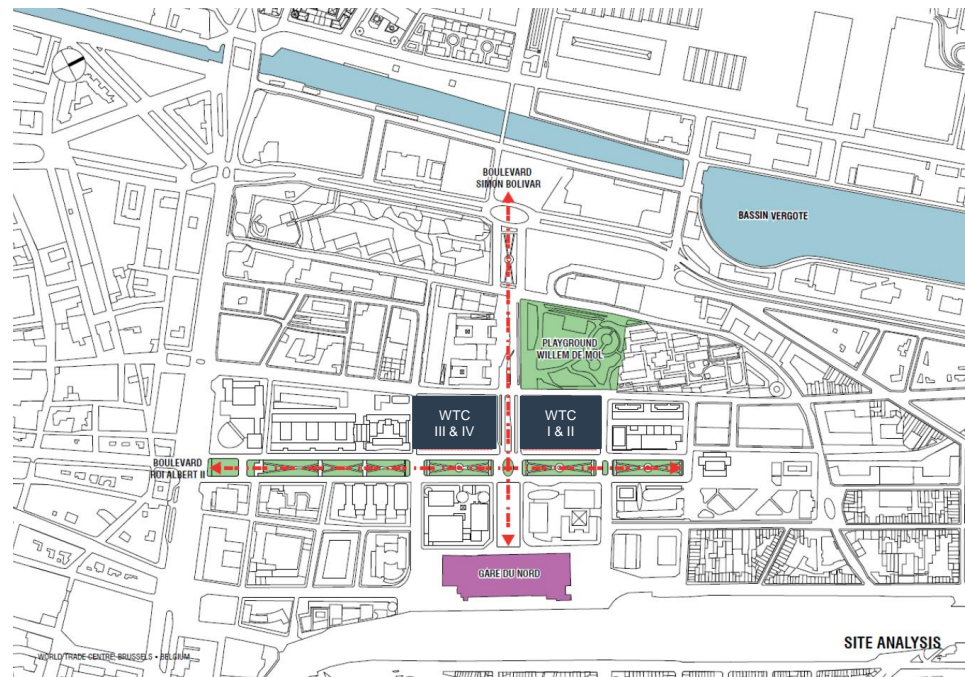 BOULEVARD
SIMON BOLIVAR
BASSIN VERGOTE
PLAYGROUND
WILLEM DE MOL
WTC
III & IV
WTC
I & II
BOULEVARD
ROI ALBERT II
GARE DU NORD
SITE ANALYSIS
WORLD TRADE CENTRE, BRUSSELS • BELGIUM